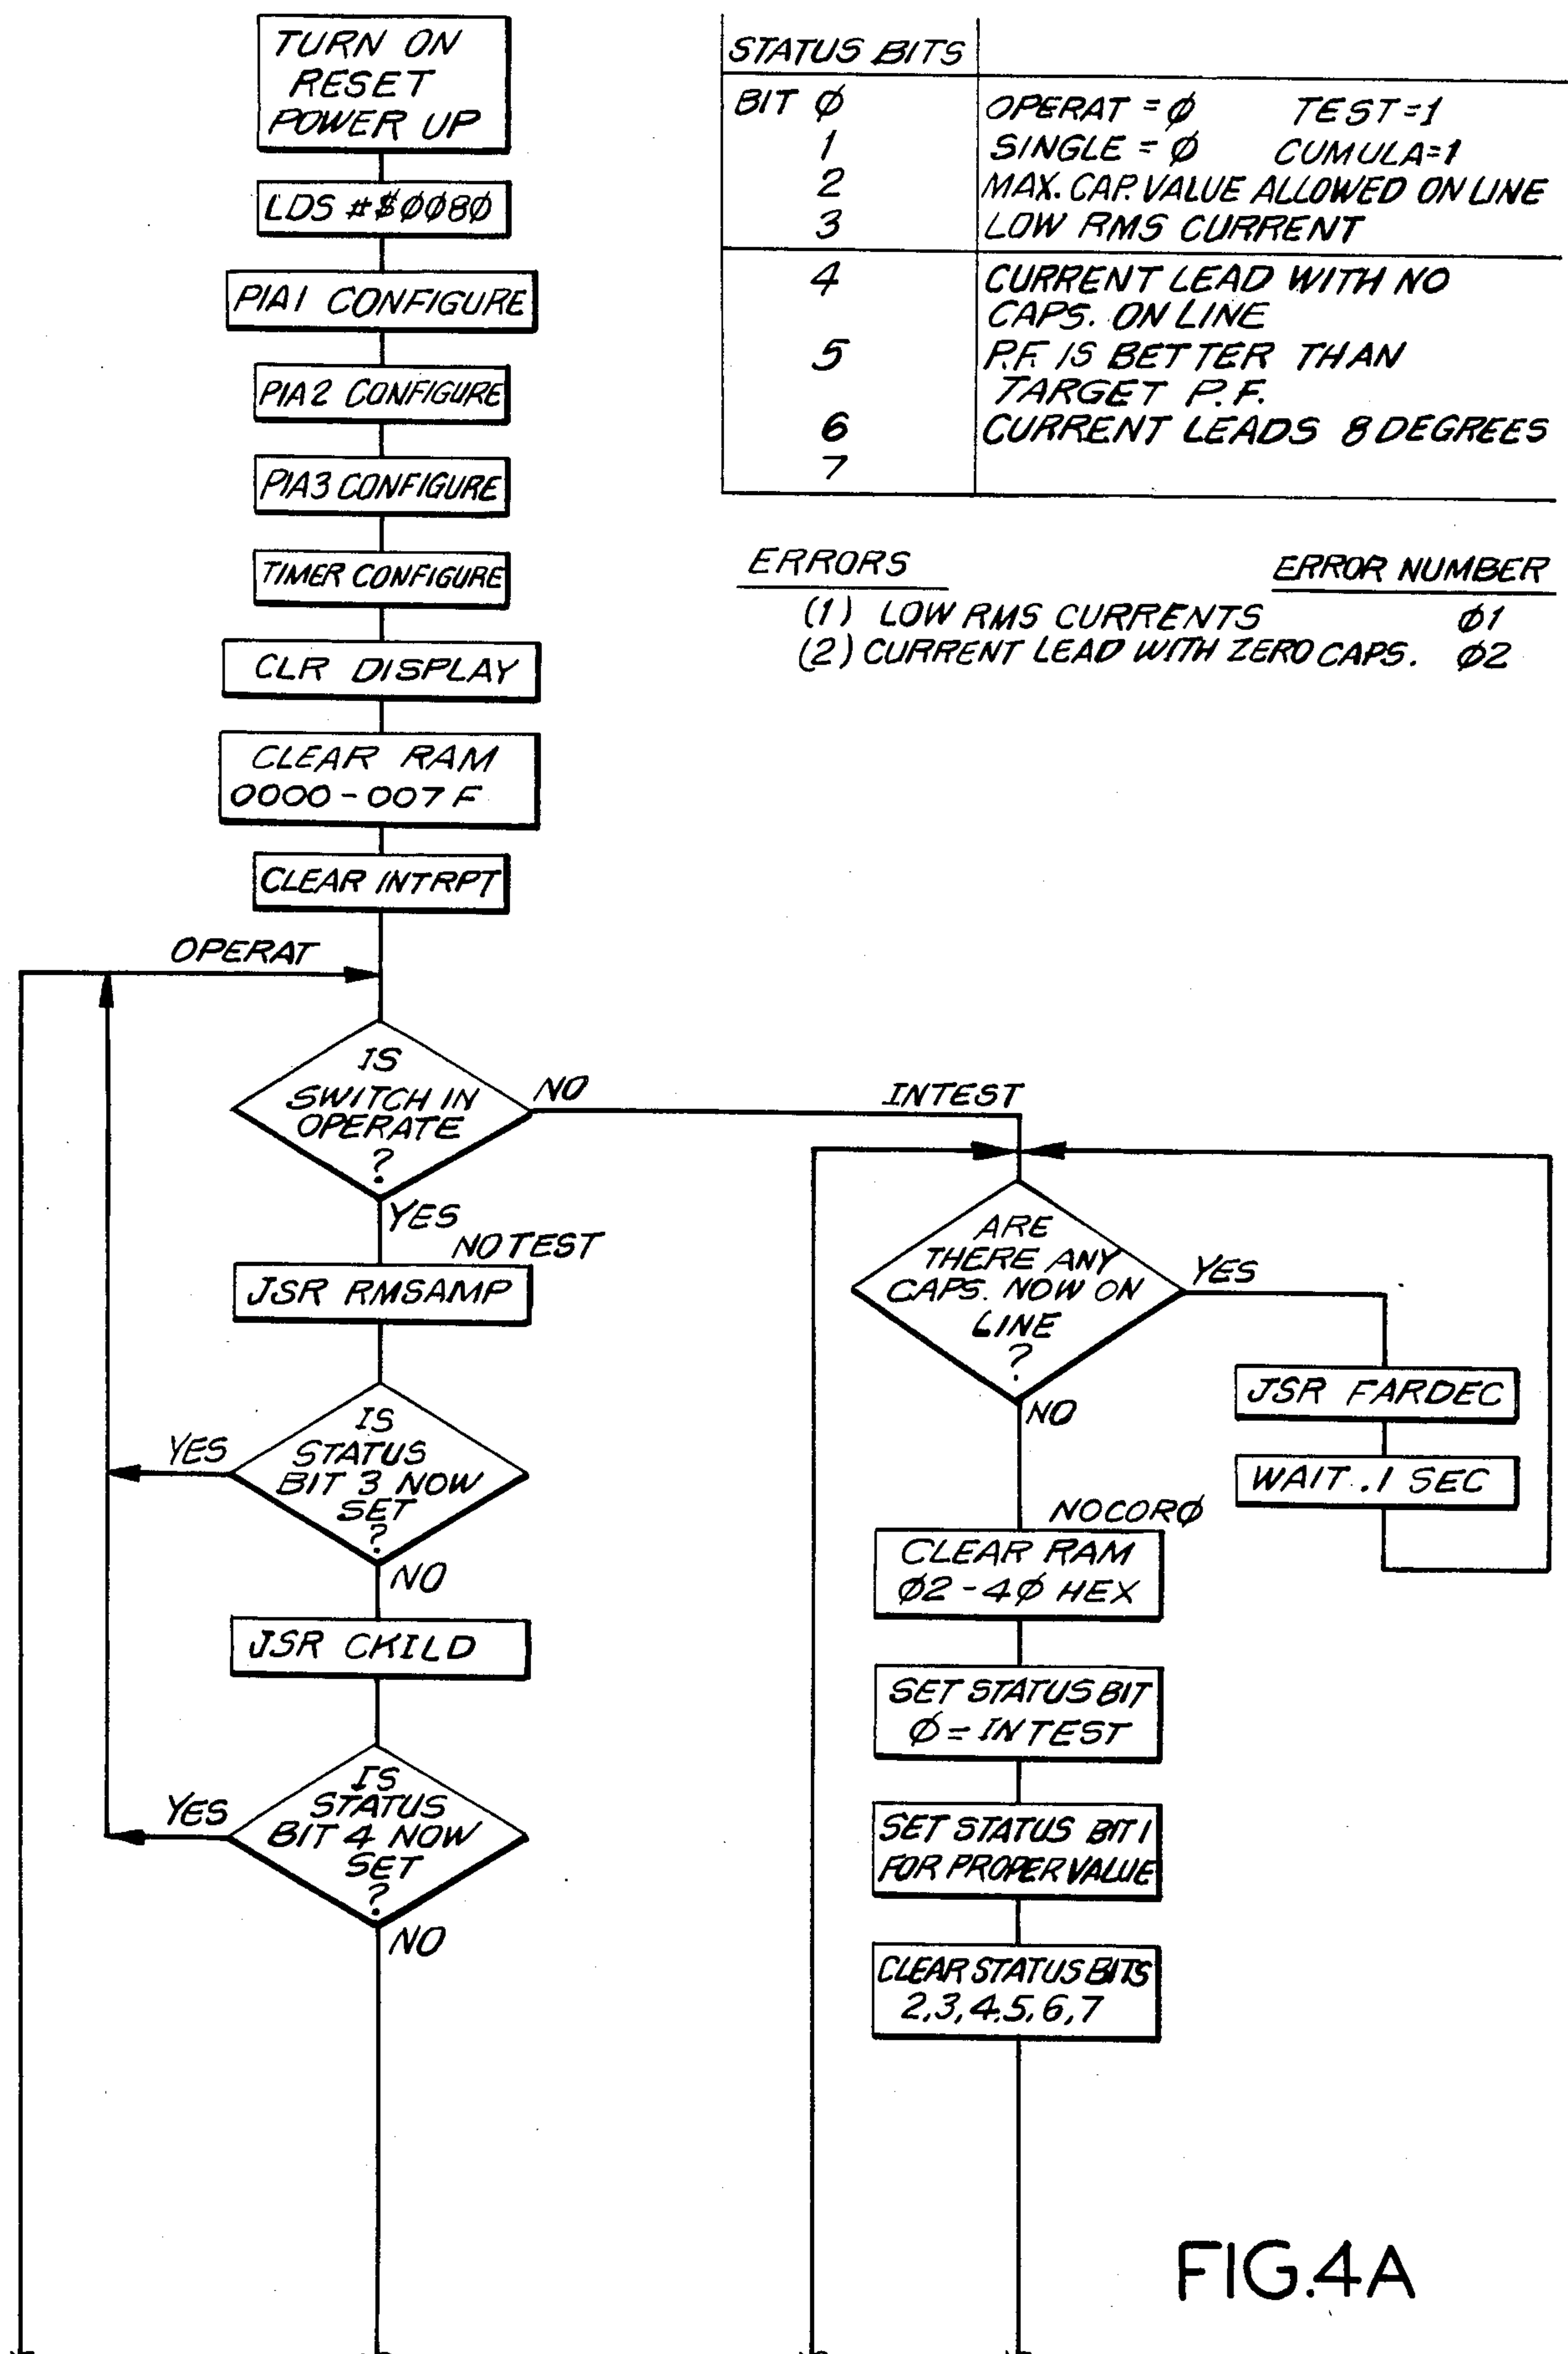 TURN ON
RESET
POWER UP
LDS #$ØØ8Ø
PIA1 CONFIGURE
PIA2 CONFIGURE
PIA3 CONFIGURE
TIMER CONFIGURE
CLR DISPLAY
CLEAR RAM
0000-007F
CLEAR INTRPT
STATUS BITS
BIT Ø OPERAT = Ø TEST=1
1 SINGLE = Ø CUMULA=1
2 MAX. CAP. VALUE ALLOWED ON LINE
3 LOW RMS CURRENT
4 CURRENT LEAD WITH NO
CAPS. ON LINE
5 P.F. IS BETTER THAN
TARGET P.F.
6 CURRENT LEADS 8 DEGREES
7
ERRORS ERROR NUMBER
(1) LOW RMS CURRENTS Ø1
(2) CURRENT LEAD WITH ZERO CAPS. Ø2
OPERAT
IS
SWITCH IN
OPERATE
?
NO
YES
NOTEST
JSR RMSAMP
IS
STATUS
BIT 3 NOW
SET
?
YES
NO
JSR CKILD
IS
STATUS
BIT 4 NOW
SET
?
YES
NO
INTEST
ARE
THERE ANY
CAPS. NOW ON
LINE
?
YES
NO
JSR FARDEC
WAIT .1 SEC
NOCORØ
CLEAR RAM
Ø2-4Ø HEX
SET STATUS BIT
Ø=INTEST
SET STATUS BIT 1
FOR PROPER VALUE
CLEAR STATUS BITS
2,3,4,5,6,7
FIG.4A